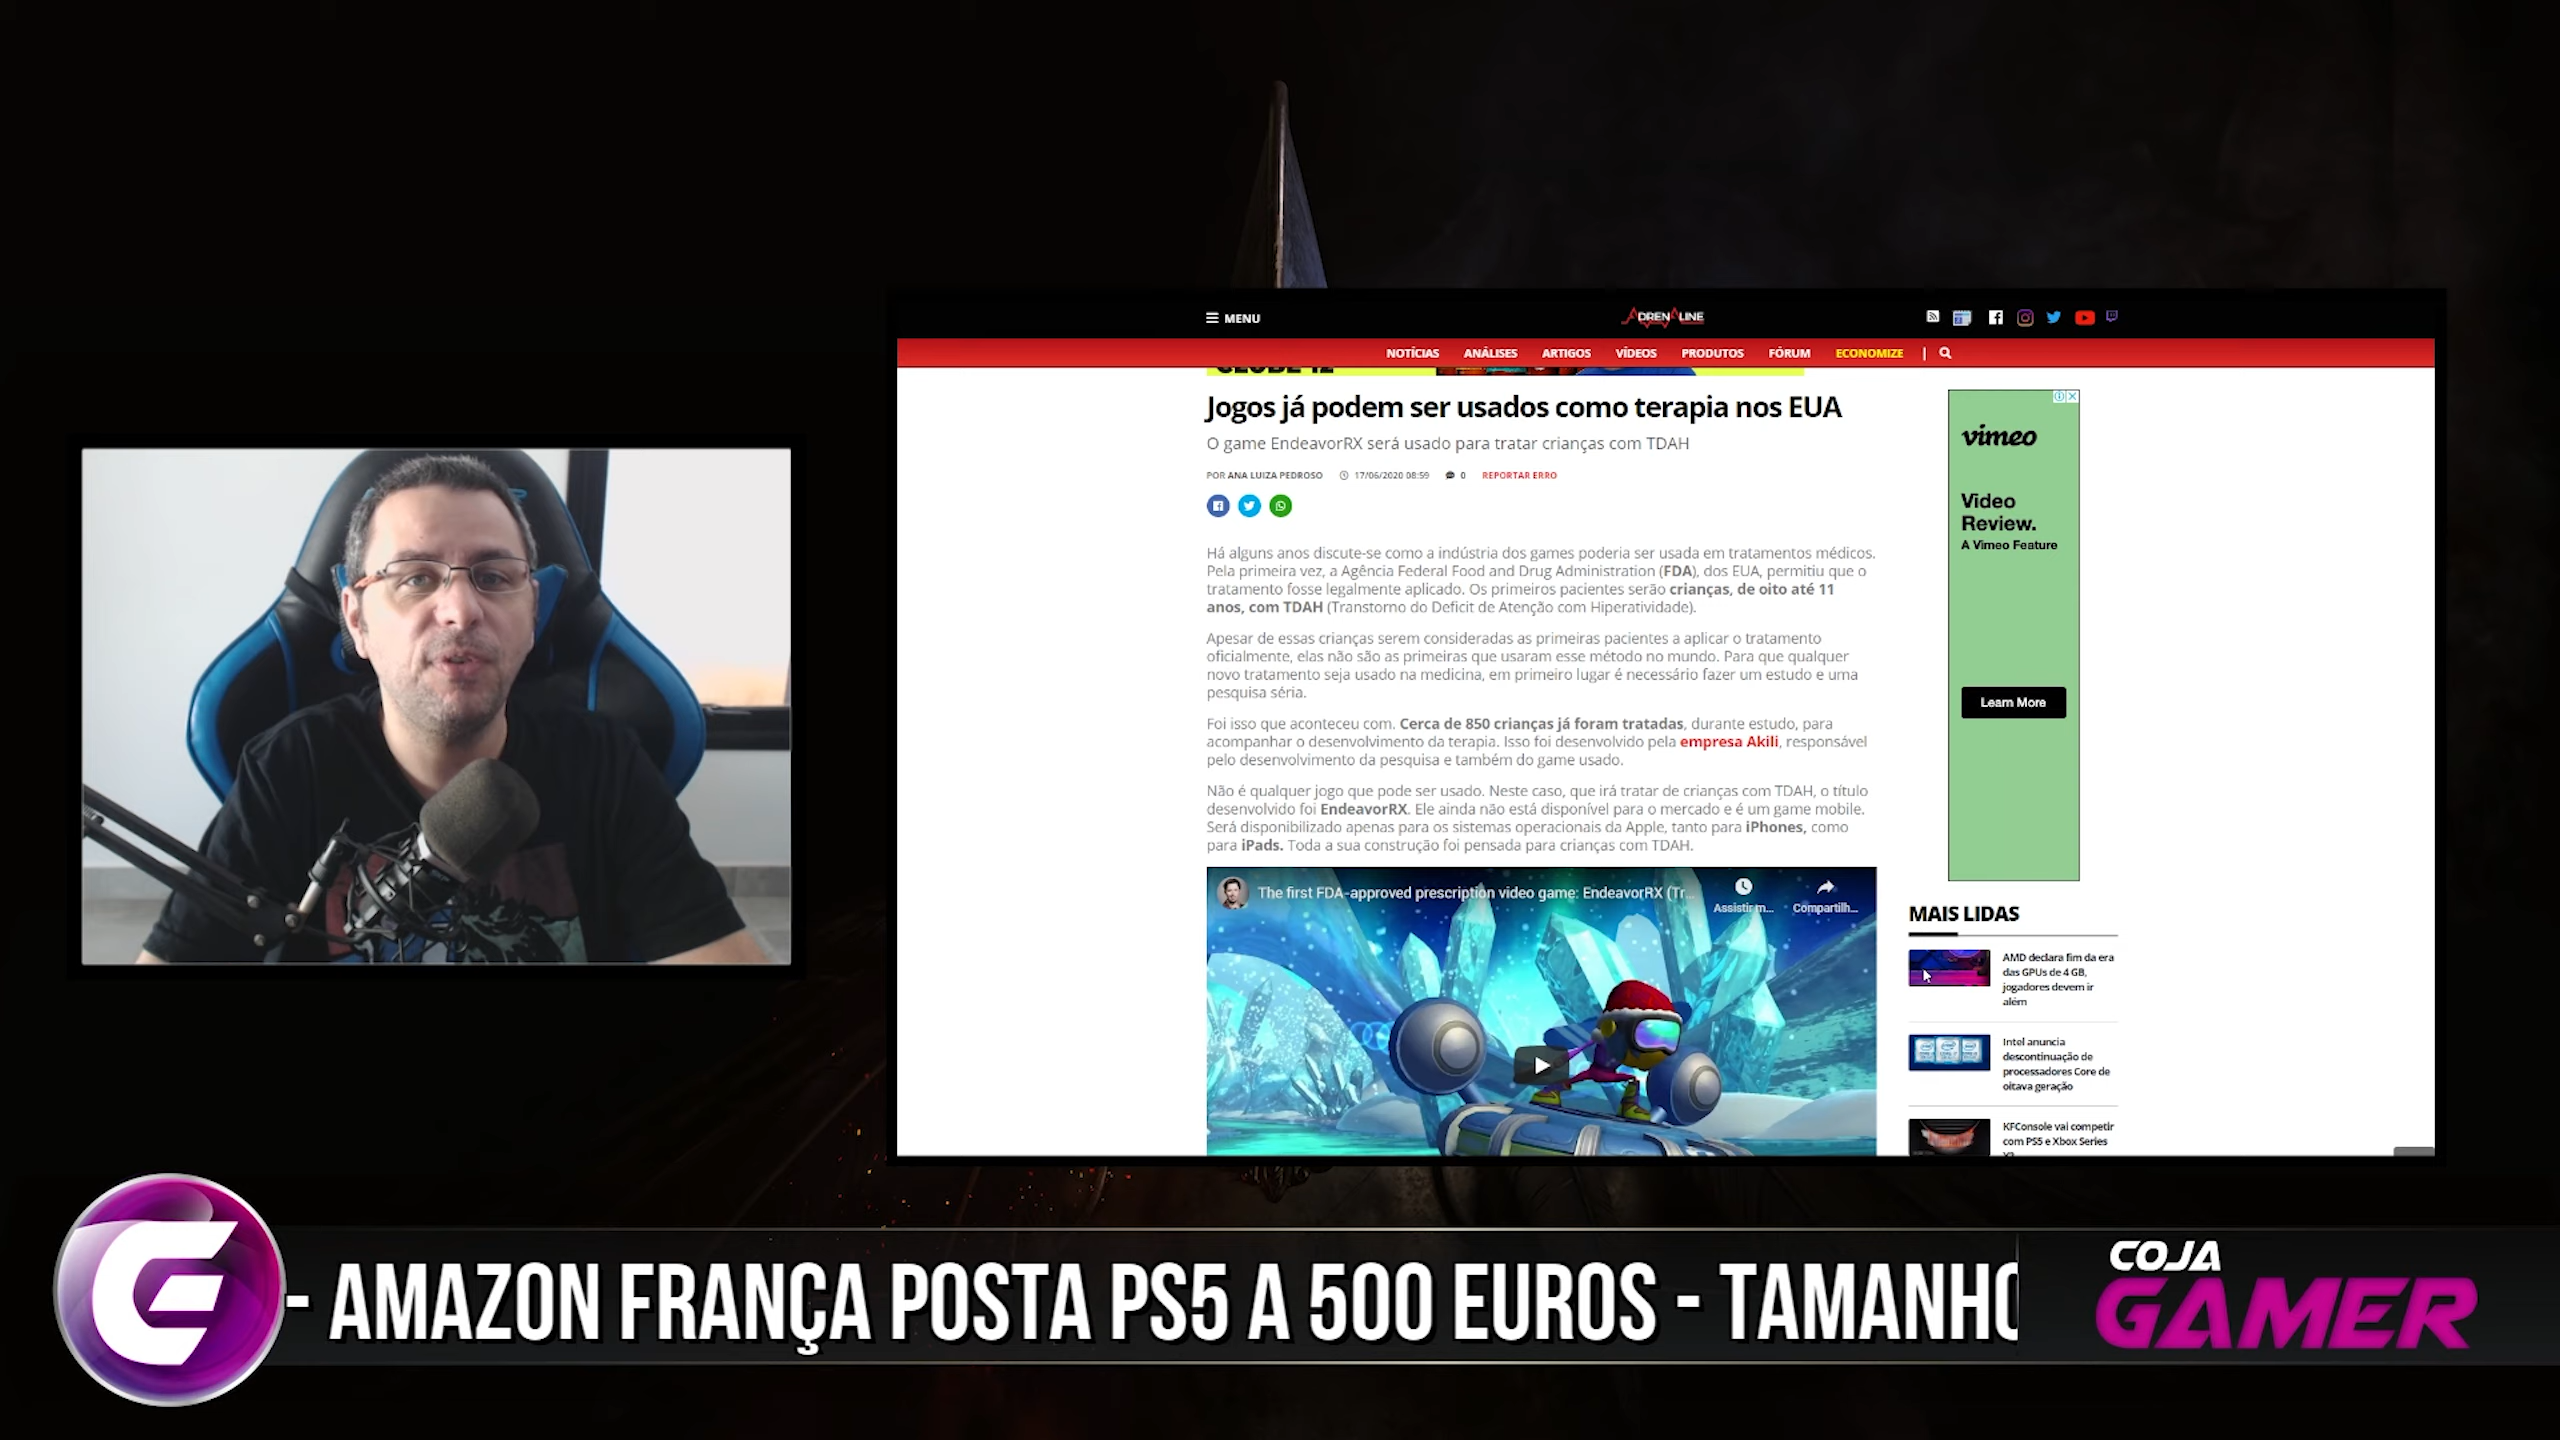 MENU
ADRENALINE
NOTÍCIAS ANÁLISES ARTIGOS VÍDEOS PRODUTOS FÓRUM ECONOMIZE |
CLUBE 12
Jogos já podem ser usados como terapia nos EUA
O game EndeavorRX será usado para tratar crianças com TDAH
POR ANA LUIZA PEDROSO 17/06/2020 08:59 0 REPORTAR ERRO
Há alguns anos discute-se como a indústria dos games poderia ser usada em tratamentos médicos.
Pela primeira vez, a Agência Federal Food and Drug Administration (FDA), dos EUA, permitiu que o
tratamento fosse legalmente aplicado. Os primeiros pacientes serão crianças, de oito até 11
anos, com TDAH (Transtorno do Deficit de Atenção com Hiperatividade).
Apesar de essas crianças serem consideradas as primeiras pacientes a aplicar o tratamento
oficialmente, elas não são as primeiras que usaram esse método no mundo. Para que qualquer
novo tratamento seja usado na medicina, em primeiro lugar é necessário fazer um estudo e uma
pesquisa séria.
Foi isso que aconteceu com. Cerca de 850 crianças já foram tratadas, durante estudo, para
acompanhar o desenvolvimento da terapia. Isso foi desenvolvido pela empresa Akili, responsável
pelo desenvolvimento da pesquisa e também do game usado.
Não é qualquer jogo que pode ser usado. Neste caso, que irá tratar de crianças com TDAH, o título
desenvolvido foi EndeavorRX. Ele ainda não está disponível para o mercado e é um game mobile.
Será disponibilizado apenas para os sistemas operacionais da Apple, tanto para iPhones, como
para iPads. Toda a sua construção foi pensada para crianças com TDAH.
The first FDA-approved prescription video game: EndeavorRX (Tr...
Assistir m...
Compartilh...
vimeo
Video
Review.
A Vimeo Feature
Learn More
MAIS LIDAS
AMD declara fim da era
das GPUs de 4 GB,
jogadores devem ir
além
Intel anuncia
descontinuação de
processadores Core de
oitava geração
KFConsole vai competir
com PS5 e Xbox Series
- AMAZON FRANÇA POSTA PS5 A 500 EUROS - TAMANHO
COJA
GAMER